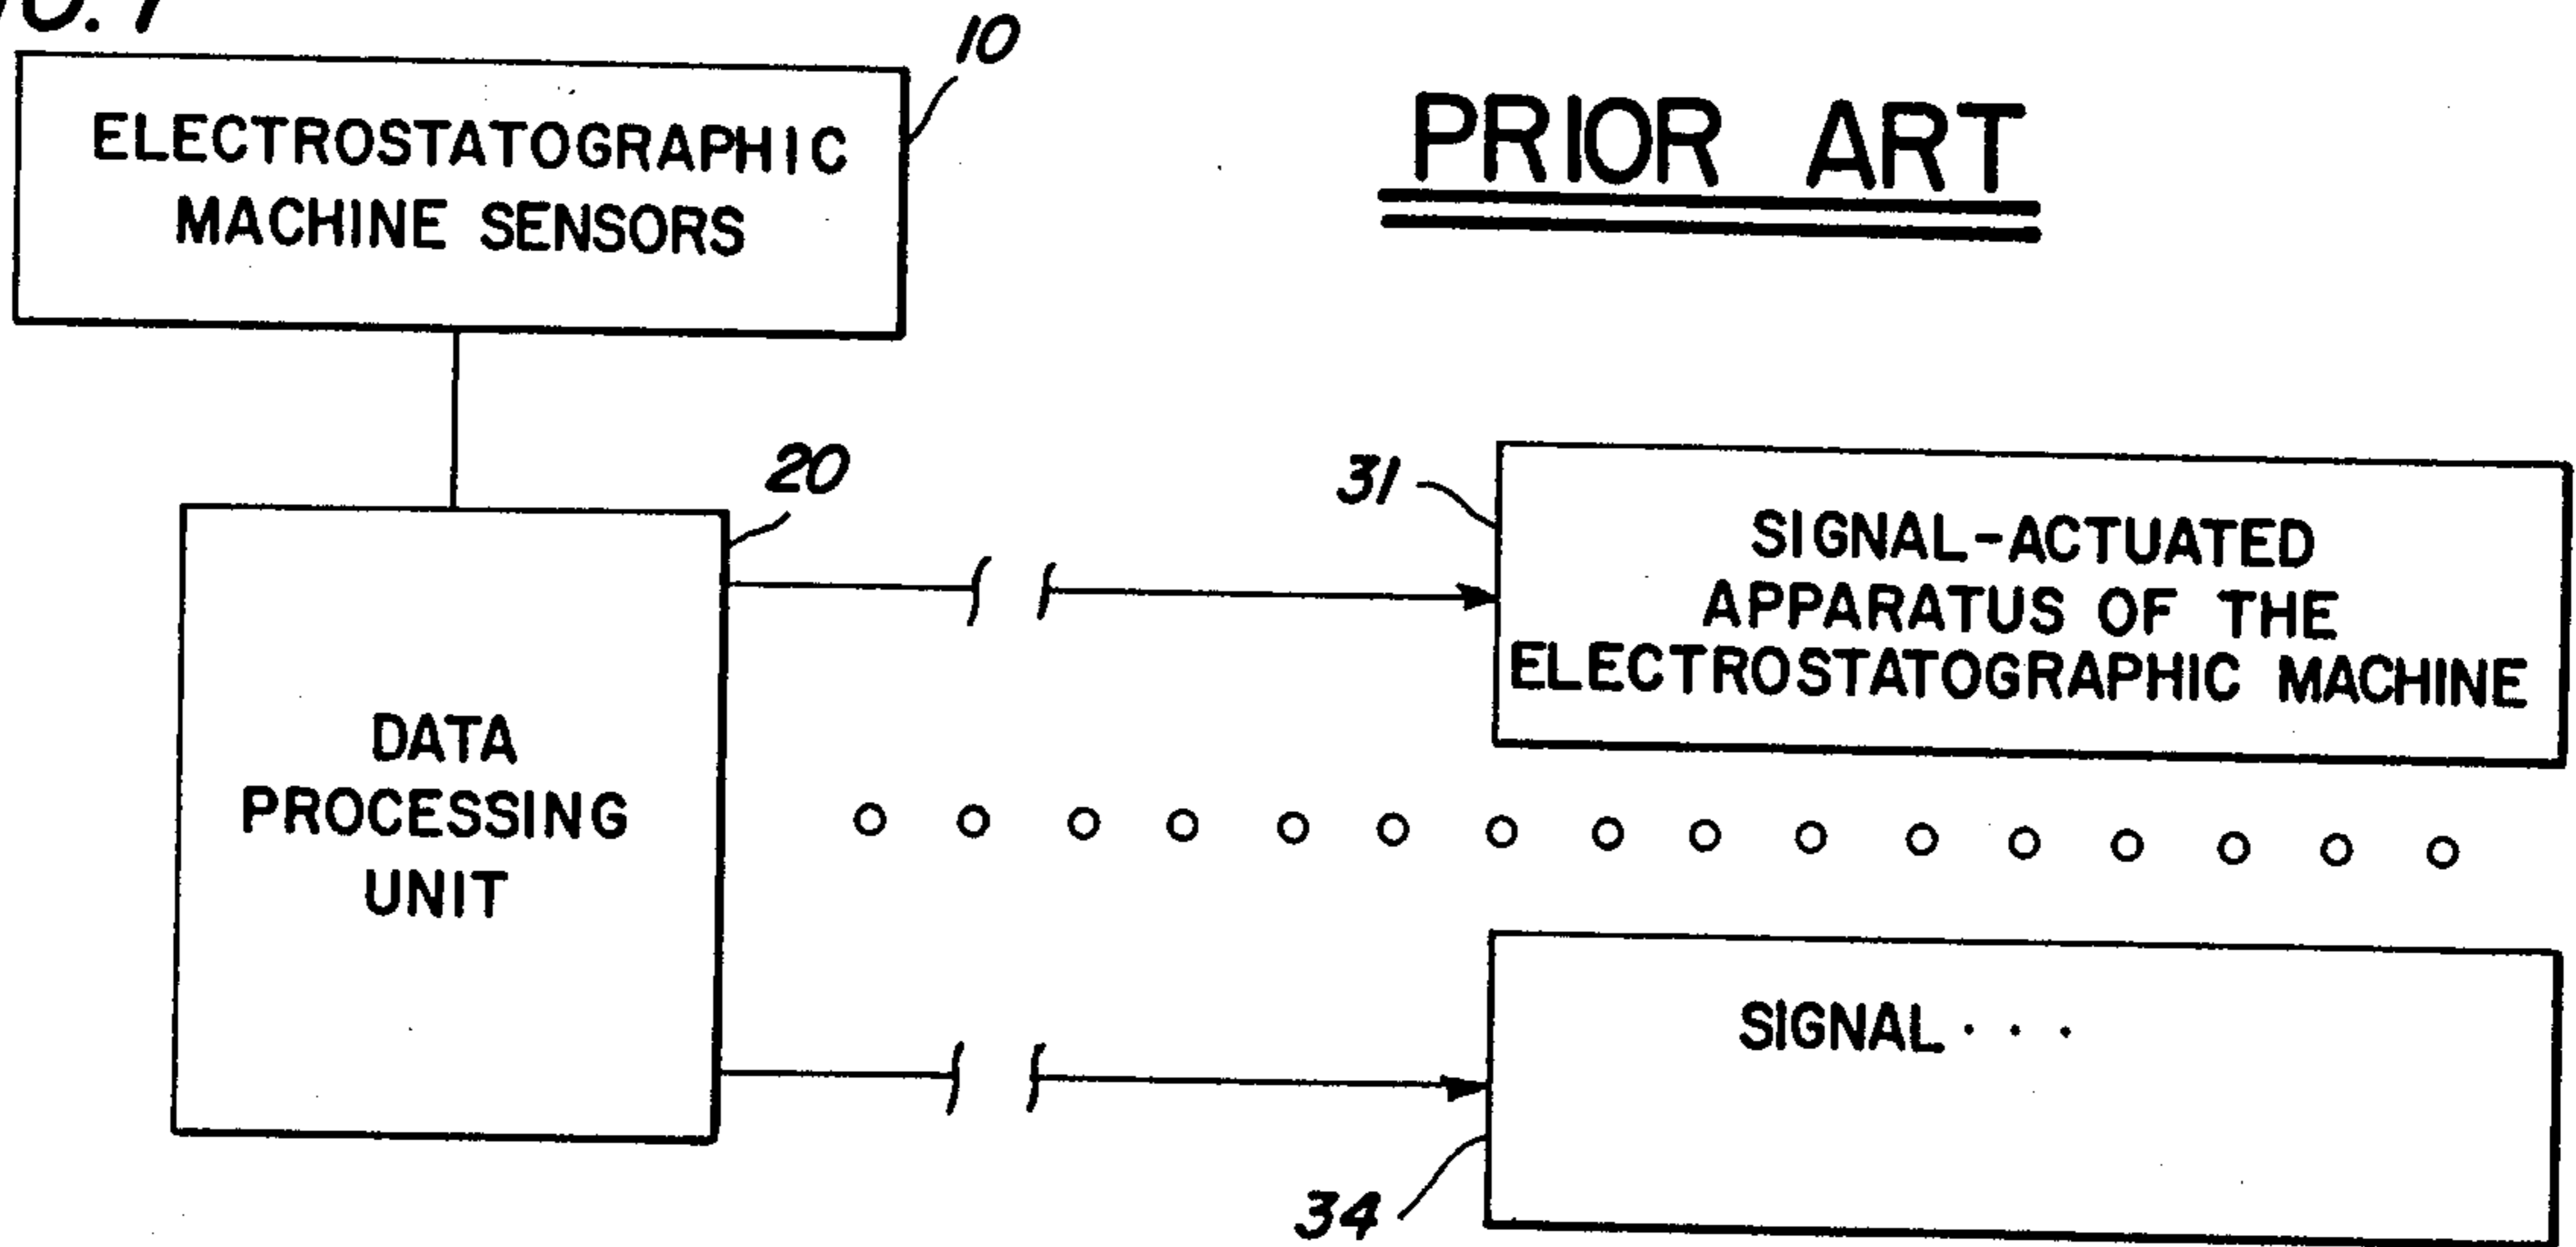 10
ELECTROSTATOGRAPHIC
MACHINE SENSORS
PRIOR ART
20
31
SIGNAL-ACTUATED
APPARATUS OF THE
ELECTROSTATOGRAPHIC MACHINE
DATA
PROCESSING
UNIT
SIGNAL . . .
34